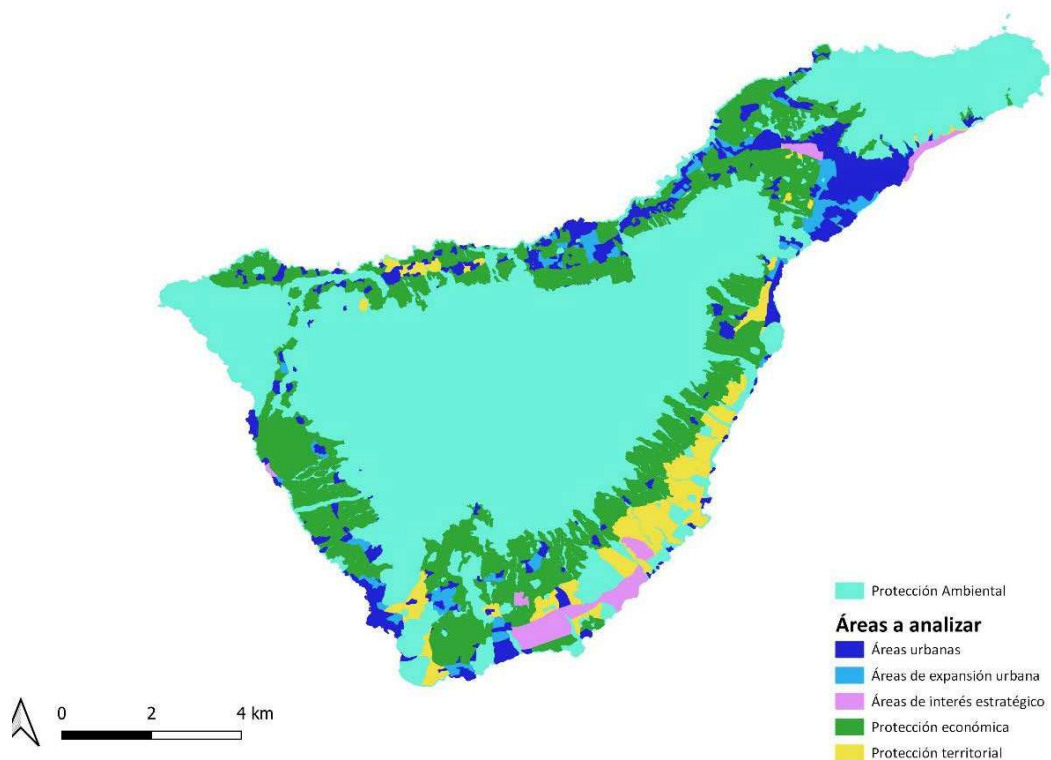 Protección Ambiental
Áreas a analizar
Áreas urbanas
Áreas de expansión urbana
Áreas de interés estratégico
Protección económica
Protección territorial
0 2 4 km